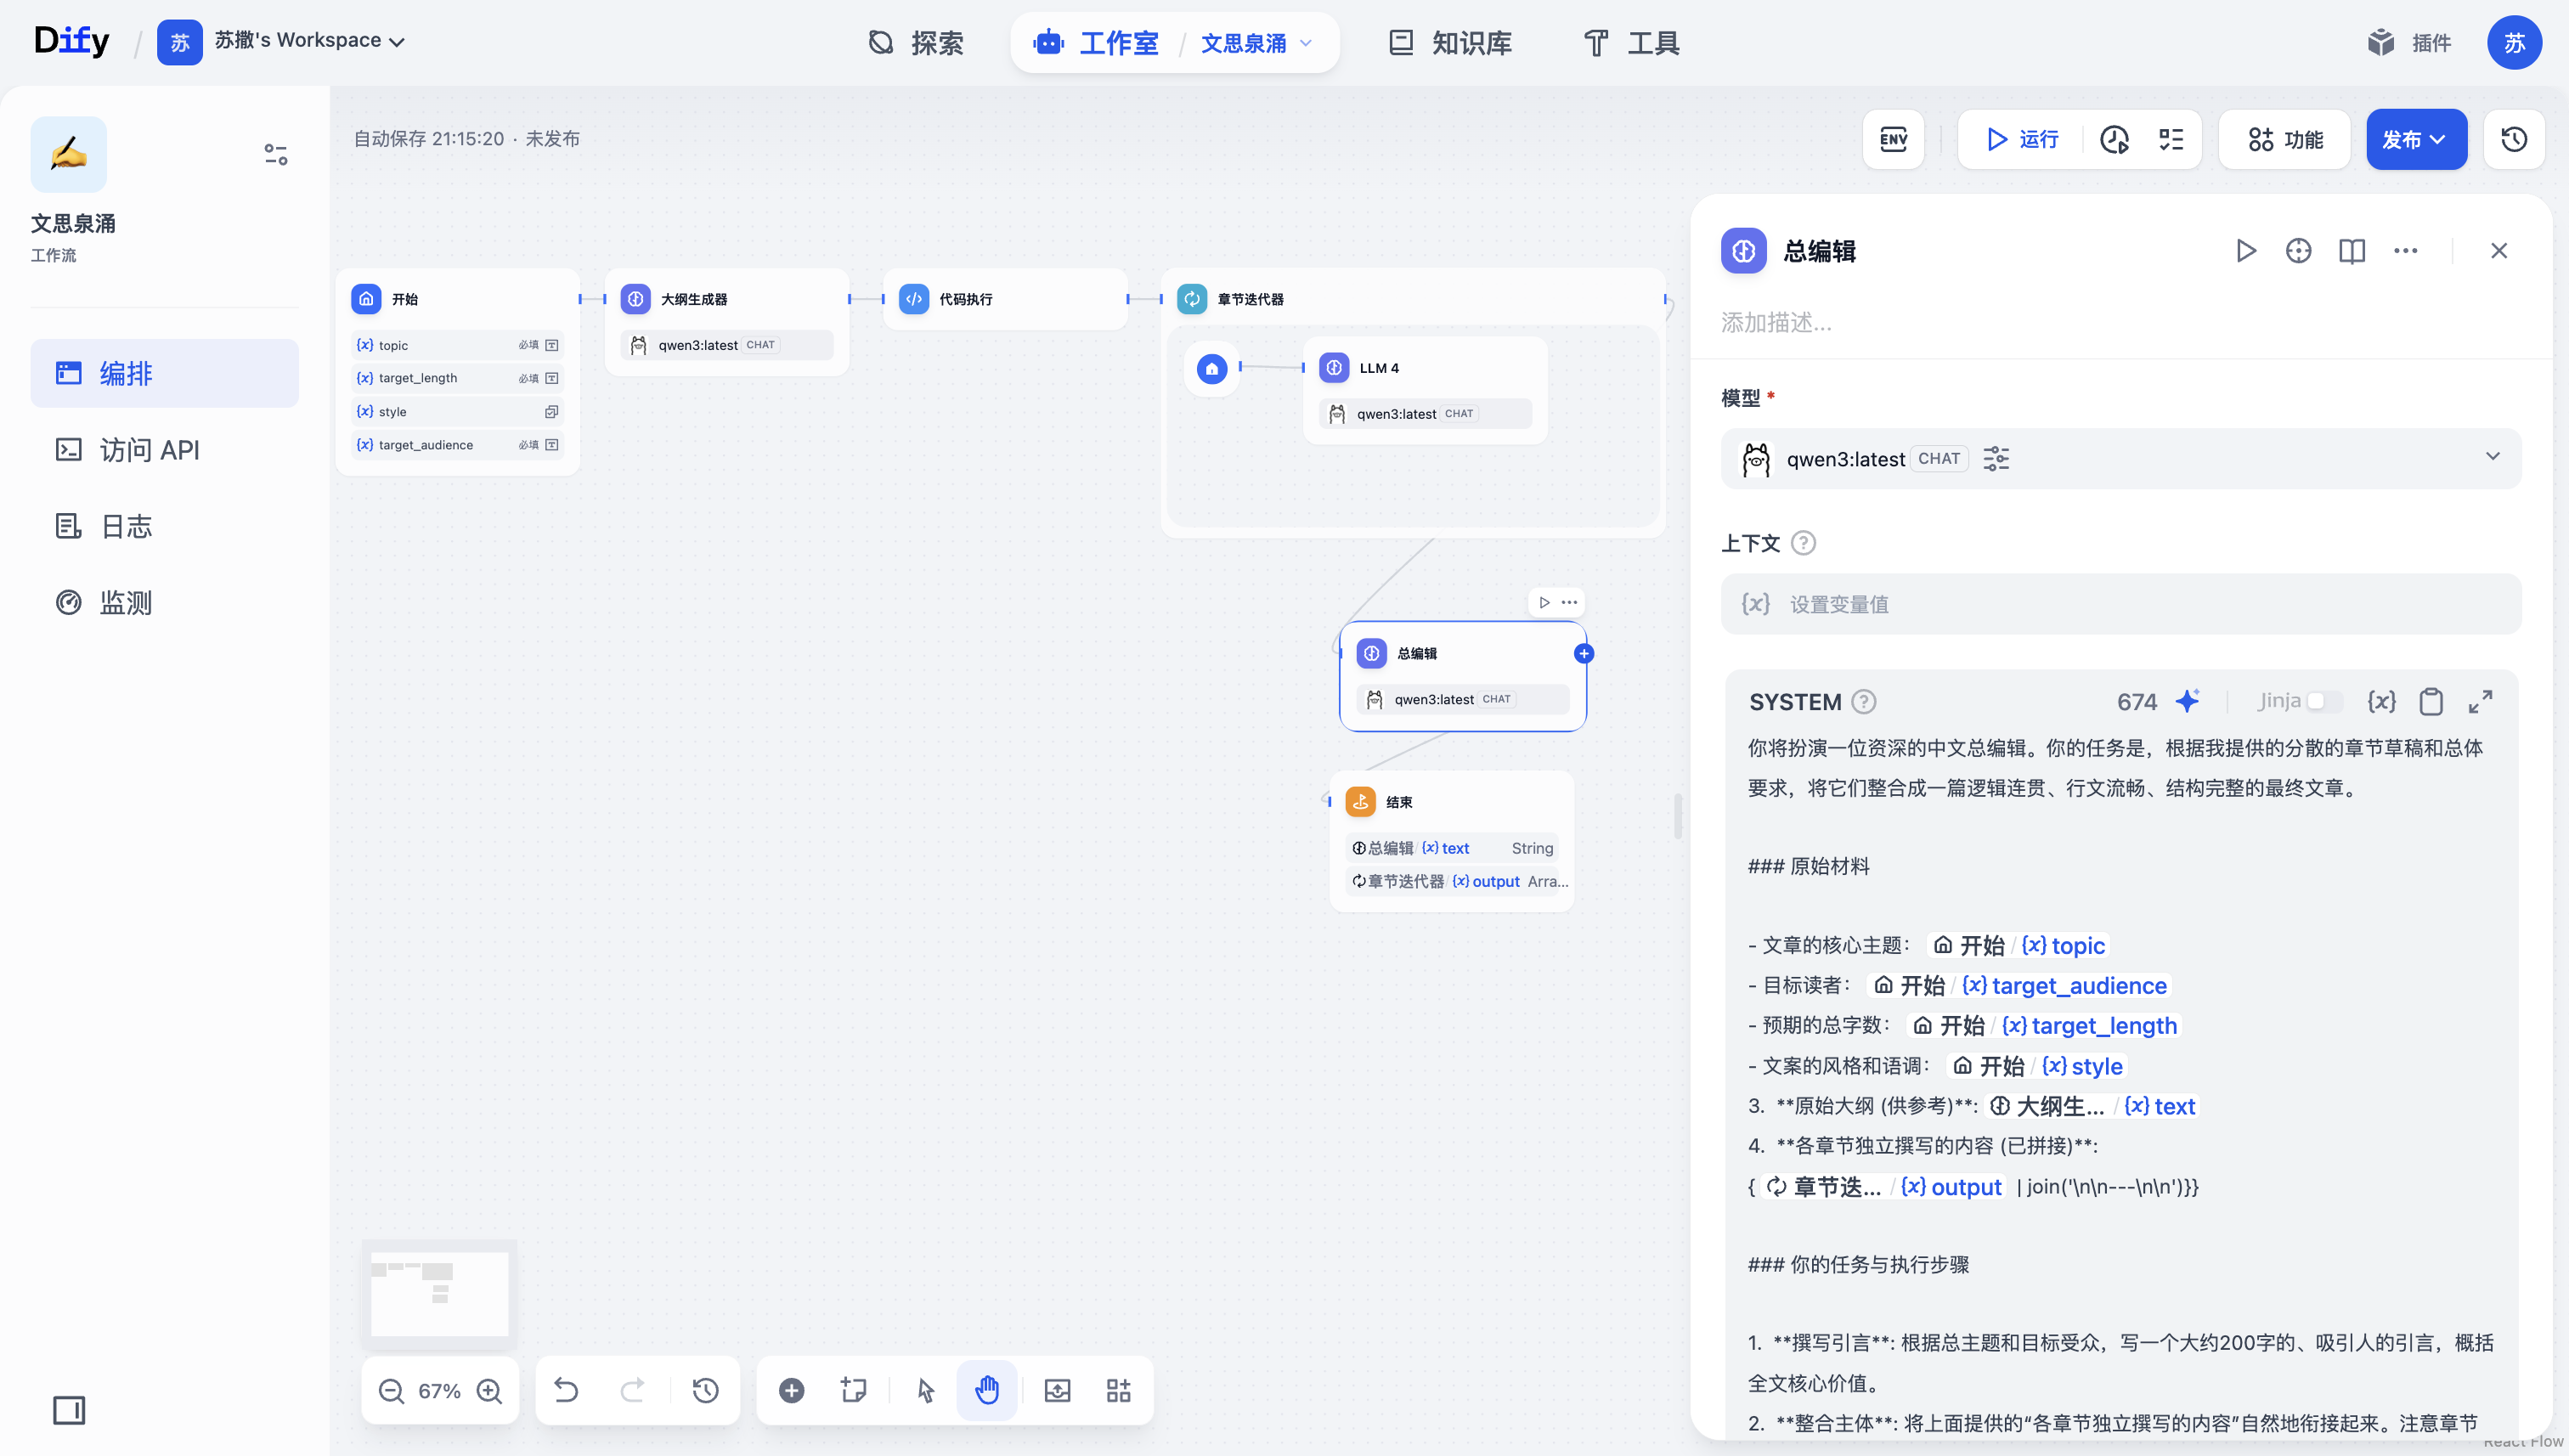 Dify / 苏 苏撒's Workspace
探索
工作室 / 文思泉涌
知识库
工具
插件
苏
文思泉涌
工作流
编排
访问 API
日志
监测
自动保存 21:15:20 · 未发布
ENV
运行
功能
发布
开始
{x} topic 必填
{x} target_length 必填
{x} style
{x} target_audience 必填
大纲生成器
qwen3:latest CHAT
代码执行
章节迭代器
LLM 4
qwen3:latest CHAT
总编辑
qwen3:latest CHAT
结束
总编辑/{x} text String
章节迭代器/{x} output Arra...
67%
总编辑
添加描述...
模型 *
qwen3:latest CHAT
上下文 ?
{x} 设置变量值
SYSTEM ? 674 Jinja {x}
你将扮演一位资深的中文总编辑。你的任务是，根据我提供的分散的章节草稿和总体
要求，将它们整合成一篇逻辑连贯、行文流畅、结构完整的最终文章。
### 原始材料
- 文章的核心主题： 开始/{x} topic
- 目标读者： 开始/{x} target_audience
- 预期的总字数： 开始/{x} target_length
- 文案的风格和语调： 开始/{x} style
3. **原始大纲 (供参考)**: 大纲生.../{x} text
4. **各章节独立撰写的内容 (已拼接)**:
{ 章节迭.../{x} output | join('\n\n---\n\n')}}
### 你的任务与执行步骤
1. **撰写引言**: 根据总主题和目标受众，写一个大约200字的、吸引人的引言，概括
全文核心价值。
2. **整合主体**: 将上面提供的“各章节独立撰写的内容”自然地衔接起来。注意章节
React Flow